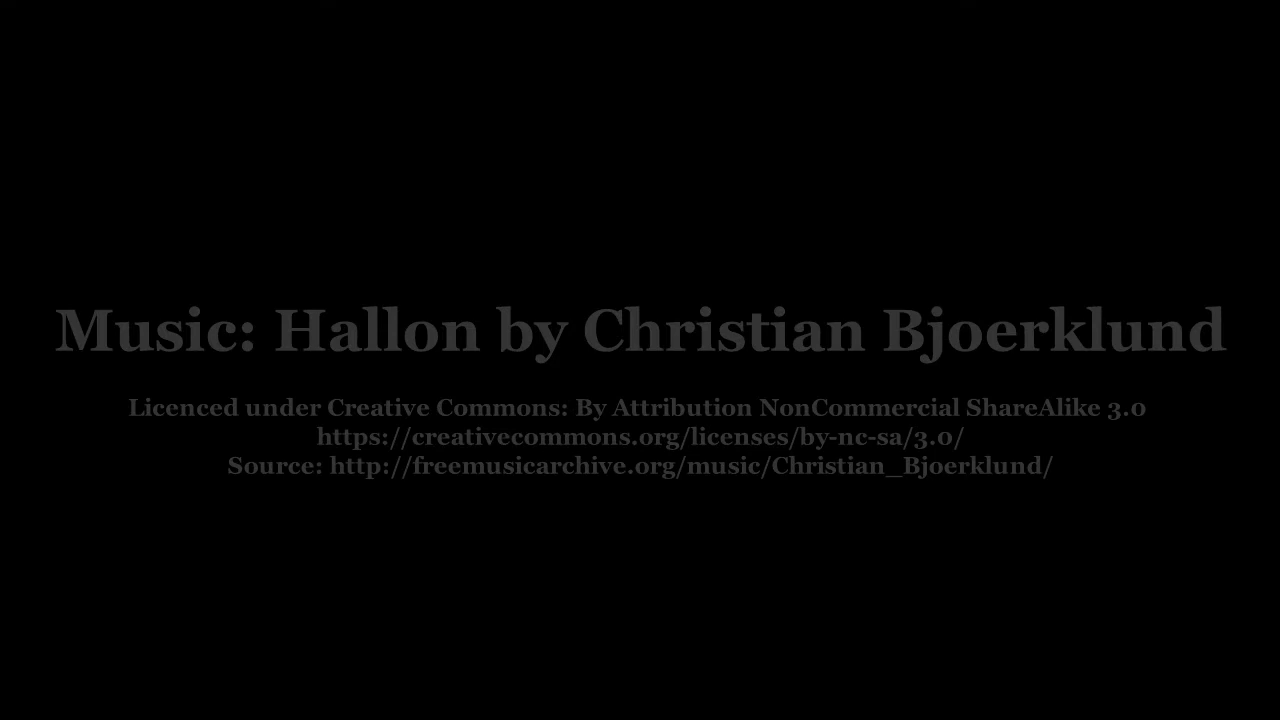 Music: Hallon by Christian Bjoerklund
Licenced under Creative Commons: By Attribution NonCommercial ShareAlike 3.0
https://creativecommons.org/licenses/by-nc-sa/3.0/
Source: http://freemusicarchive.org/music/Christian_Bjoerklund/